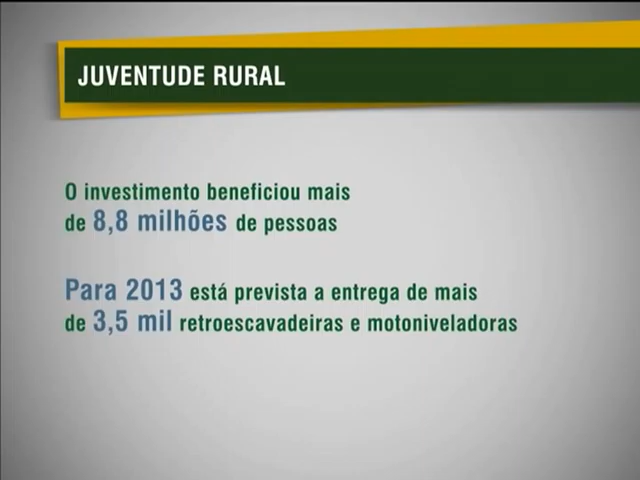 JUVENTUDE RURAL
O investimento beneficiou mais
de 8,8 milhões de pessoas
Para 2013 está prevista a entrega de mais
de 3,5 mil retroescavadeiras e motoniveladoras